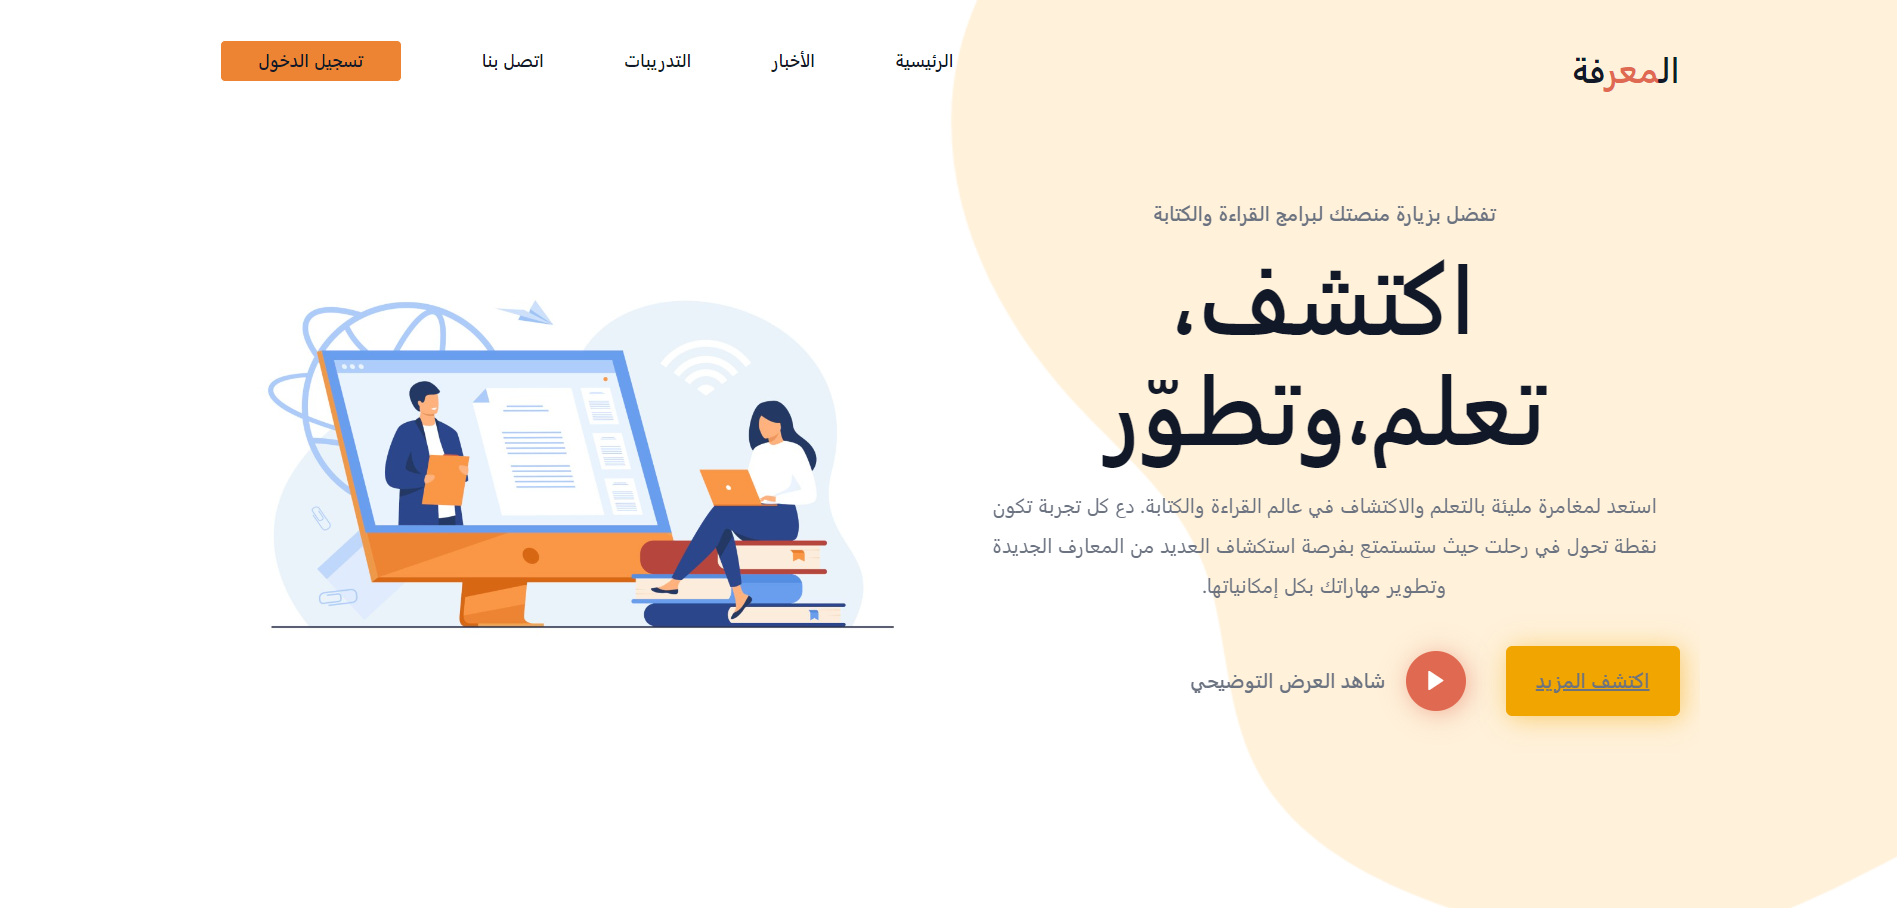 المعرفة
الرئيسية
الأخبار
التدريبات
اتصل بنا
تسجيل الدخول
تفضل بزيارة منصتك لبرامج القراءة والكتابة
اكتشف،
تعلم،وتطوّر
استعد لمغامرة مليئة بالتعلم والاكتشاف في عالم القراءة والكتابة. دع كل تجربة تكون
نقطة تحول في رحلت حيث ستستمتع بفرصة استكشاف العديد من المعارف الجديدة
وتطوير مهاراتك بكل إمكانياتها.
اكتشف المزيد
شاهد العرض التوضيحي